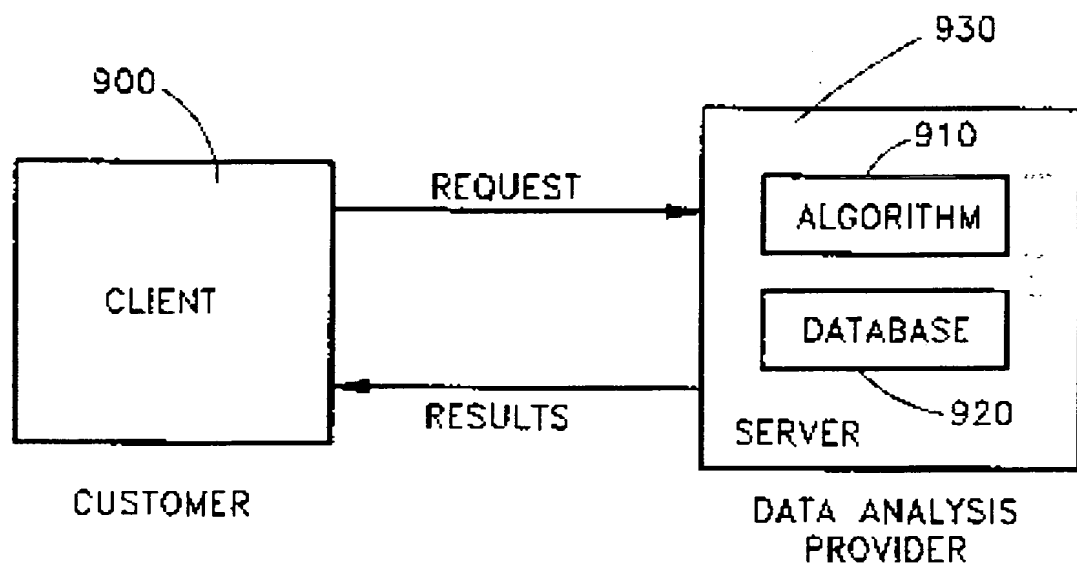 930
900
910
REQUEST
ALGORITHM
CLIENT
DATABASE
RESULTS
920
SERVER
CUSTOMER
DATA ANALYSIS
PROVIDER